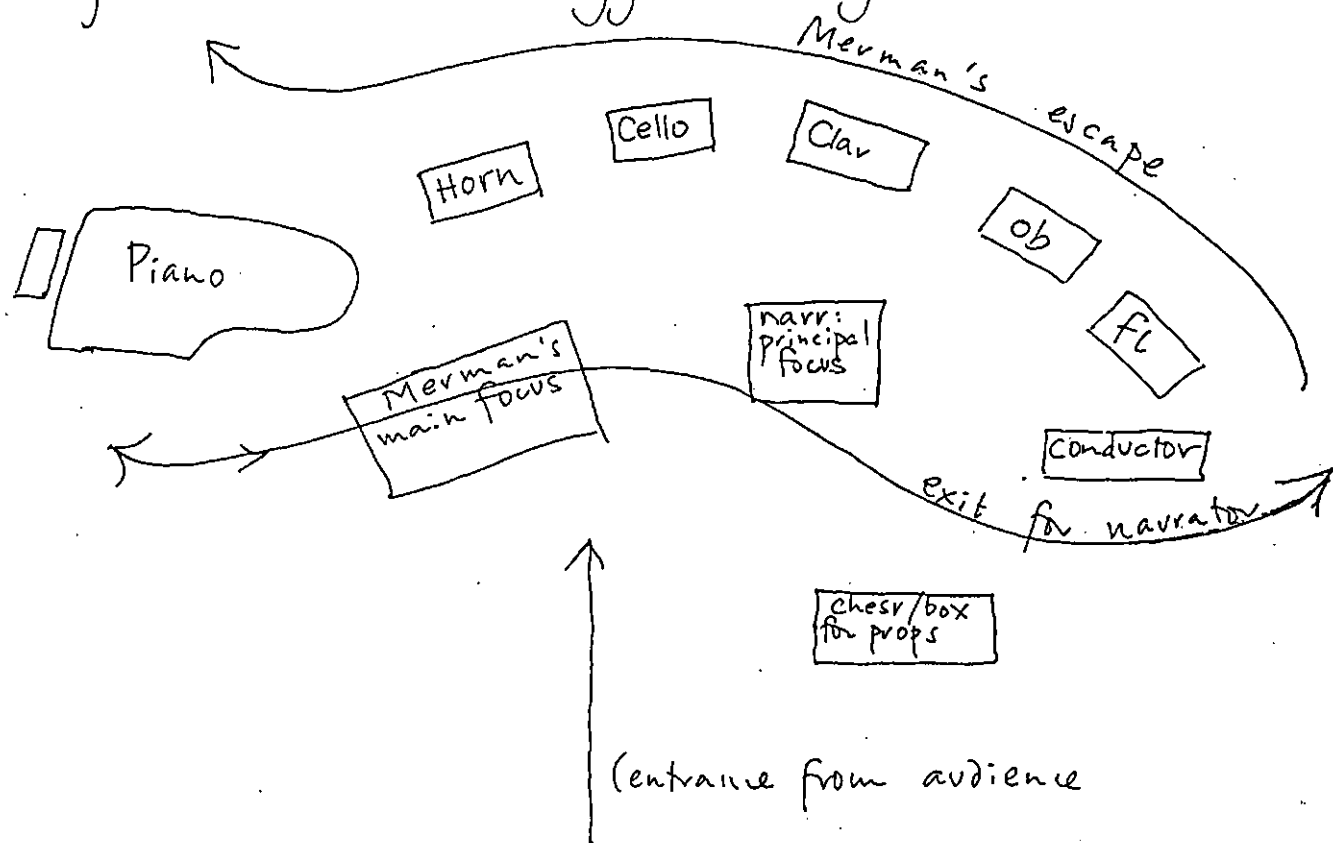 Merman's escape
Cello
Clar
Horn
ob
Piano
fl
narr:
principal
focus
Merman's
main focus
conductor
exit for narrator
chest/box
for props
(entrance from audience